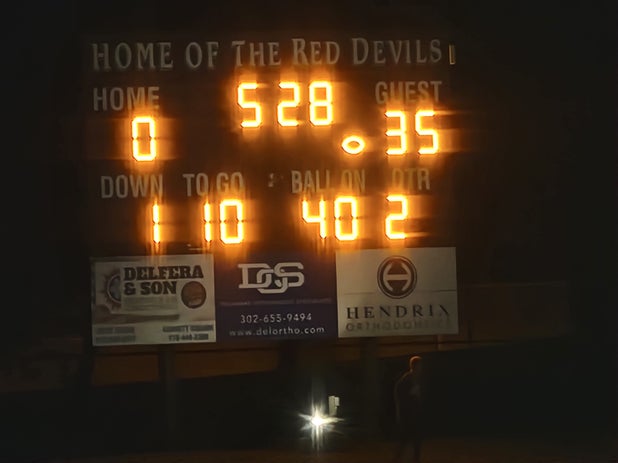 HOME OF THE RED DEVILS
HOME 528 GUEST
0 35
DOWN TO GO BALL ON QTR
1 10 40 2
DELFERA
& SON
DOS
302-655-9494
www.delortho.com
H
HENDRIX
ORTHODONTICS